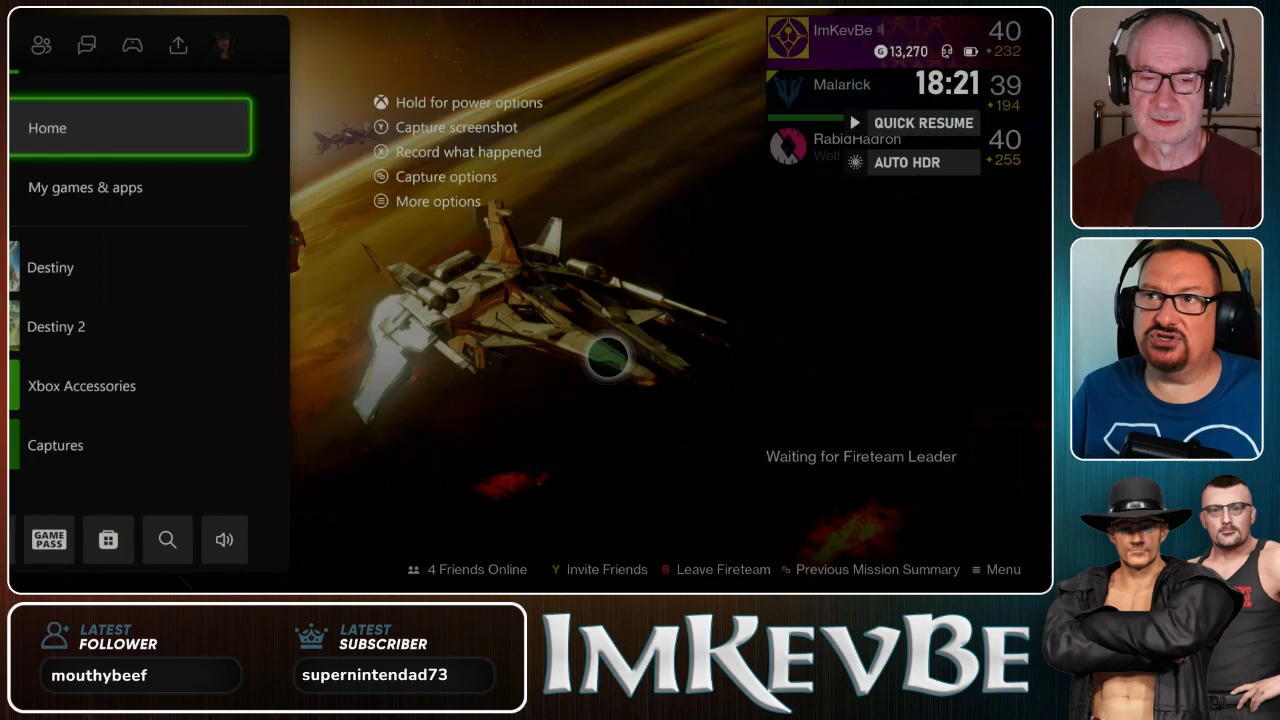 Home
My games & apps
Destiny
Destiny 2
Xbox Accessories
Captures
GAME PASS
Hold for power options
Y Capture screenshot
X Record what happened
Capture options
More options
ImKevBe
40
G 13,270
+232
Malarick
18:21
39
+194
QUICK RESUME
RabidHadron
40
Wolf
AUTO HDR
+255
Waiting for Fireteam Leader
4 Friends Online
Y Invite Friends
B Leave Fireteam
Previous Mission Summary
Menu
LATEST
FOLLOWER
mouthybeef
LATEST
SUBSCRIBER
supernintendad73
IMKEVBE